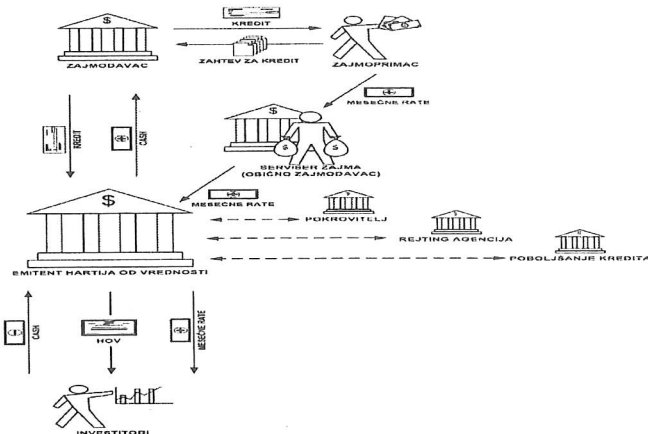 KREDIT
ZAHTEV ZA KREDIT
ZAJMODAVAC
ZAJMOPRIMAC
MESEČNE RATE
KREDIT
CASH
SERVISER ZAJMA
(OBIČNO ZAJMODAVAC)
MESEČNE RATE
POKROVITELJ
REJTING AGENCIJA
POBOLJŠANJE KREDITA
EMITENT HARTIJA OD VREDNOSTI
CASH
HOV
MESEČNE RATE
INVESTITORI